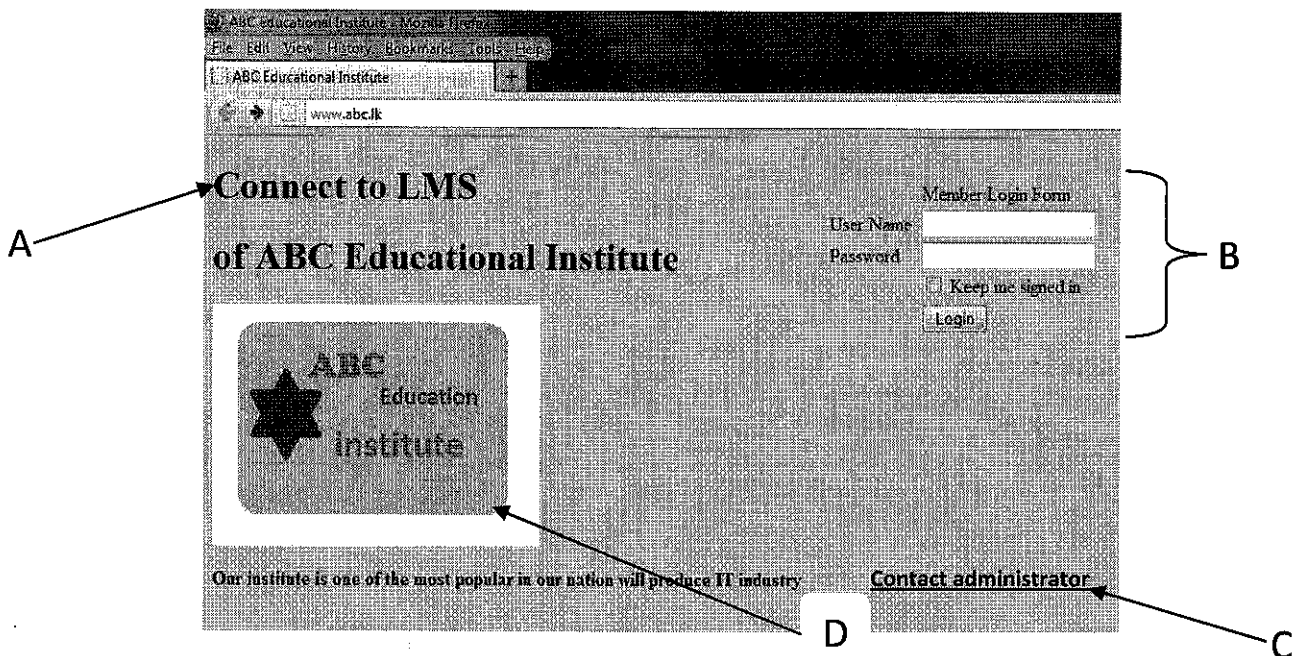 ABC educational Institute - Mozilla Firefox
File Edit View History Bookmarks Tools Help
ABC Educational Institute +
www.abc.lk
Connect to LMS
of ABC Educational Institute
Member Login Form
User Name
Password
Keep me signed in
Login
A
B
ABC
Education
institute
Our institute is one of the most popular in our nation will produce IT industry
Contact administrator
D
C